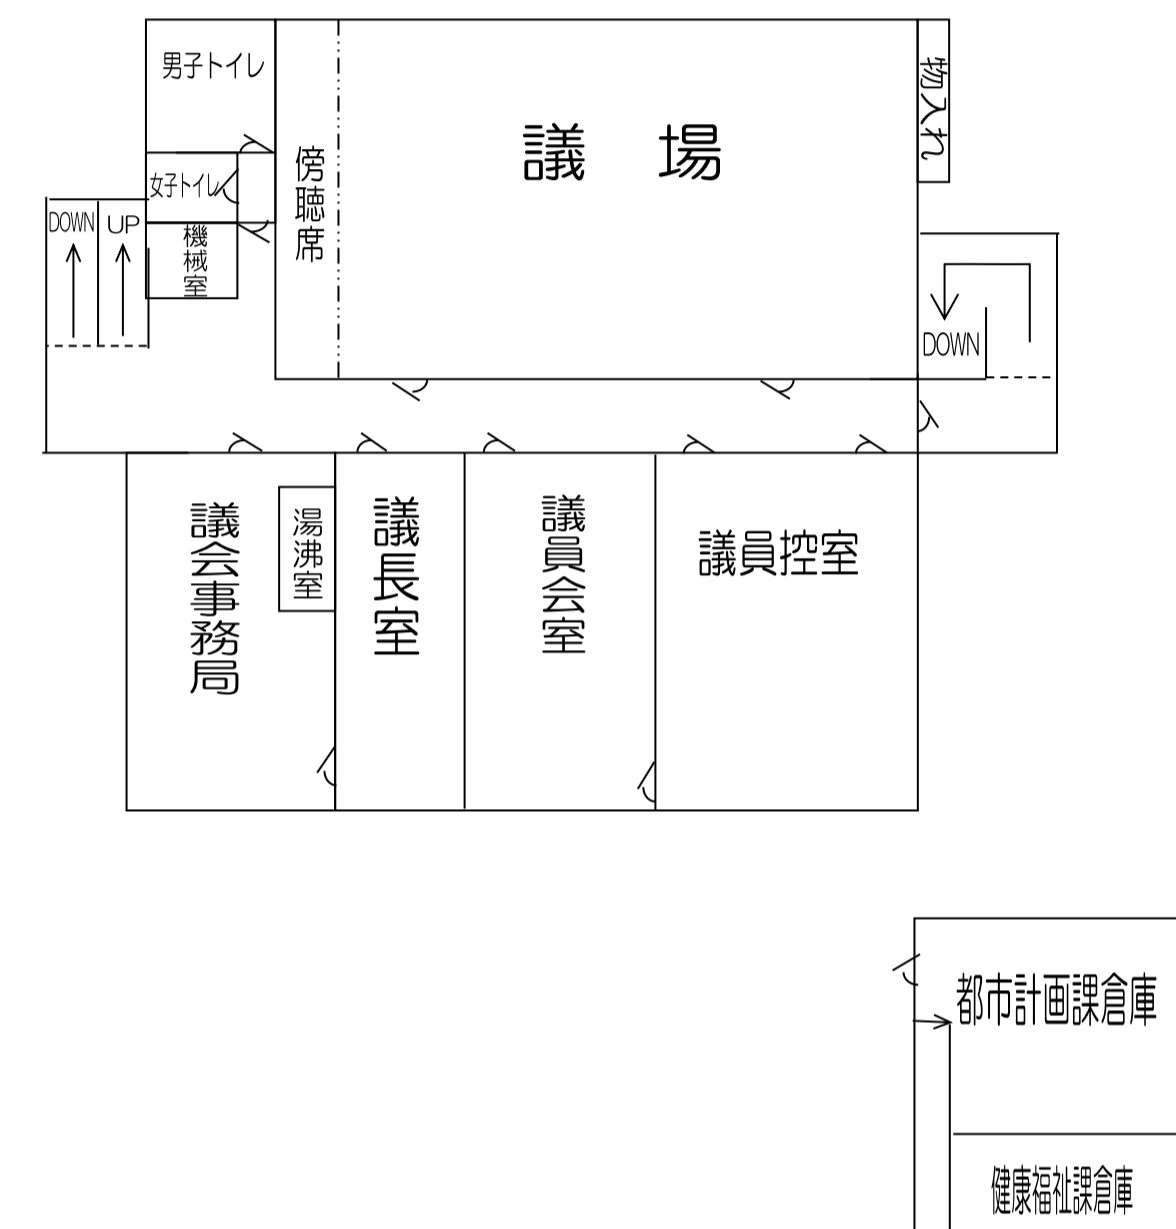 男子トイレ
女子トイレ
機械室
DOWN
UP
傍聴席
議場
物入れ
DOWN
議会事務局
湯沸室
議長室
議員会室
議員控室
都市計画課倉庫
健康福祉課倉庫